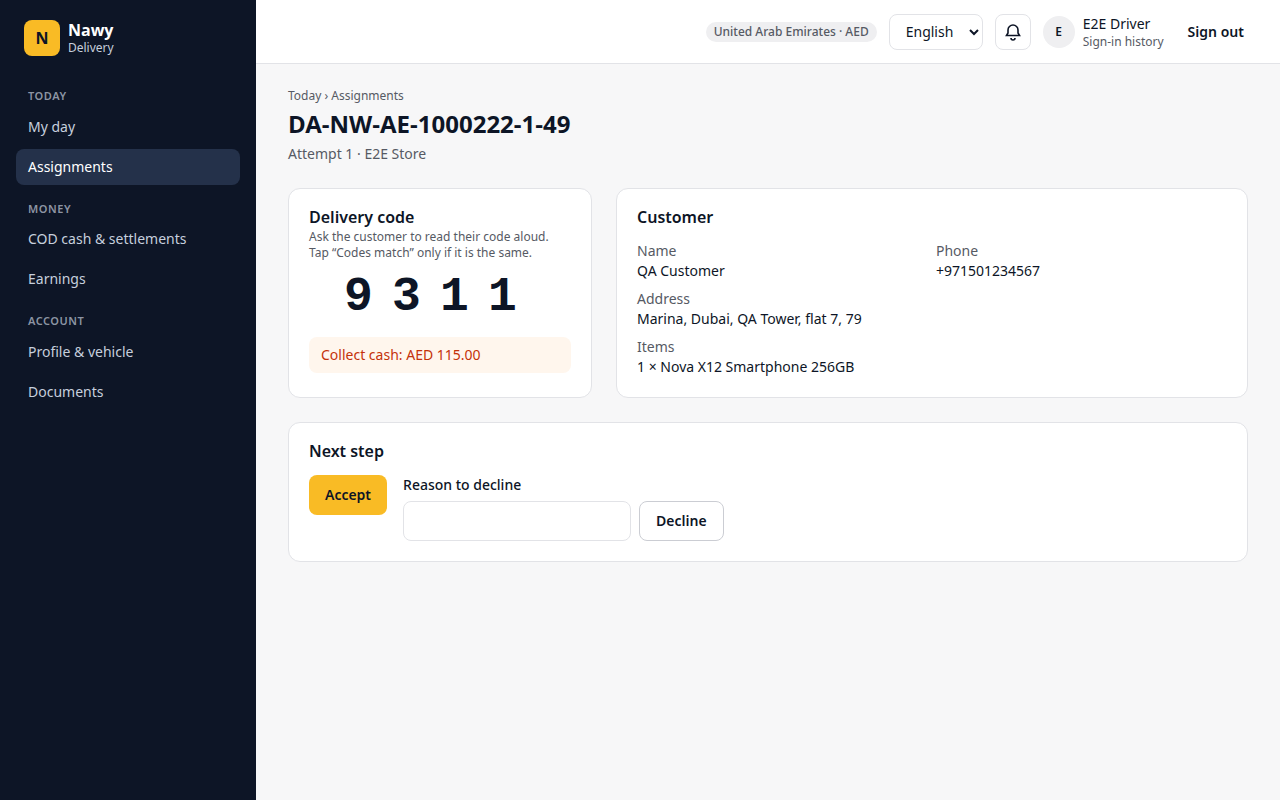 N
Nawy
Delivery
TODAY
My day
Assignments
MONEY
COD cash & settlements
Earnings
ACCOUNT
Profile & vehicle
Documents
United Arab Emirates · AED
English
E
E2E Driver
Sign-in history
Sign out
Today › Assignments
DA-NW-AE-1000222-1-49
Attempt 1 · E2E Store
Delivery code
Ask the customer to read their code aloud.
Tap “Codes match” only if it is the same.
9 3 1 1
Collect cash: AED 115.00
Customer
Name
QA Customer
Phone
+971501234567
Address
Marina, Dubai, QA Tower, flat 7, 79
Items
1 × Nova X12 Smartphone 256GB
Next step
Accept
Reason to decline
Decline